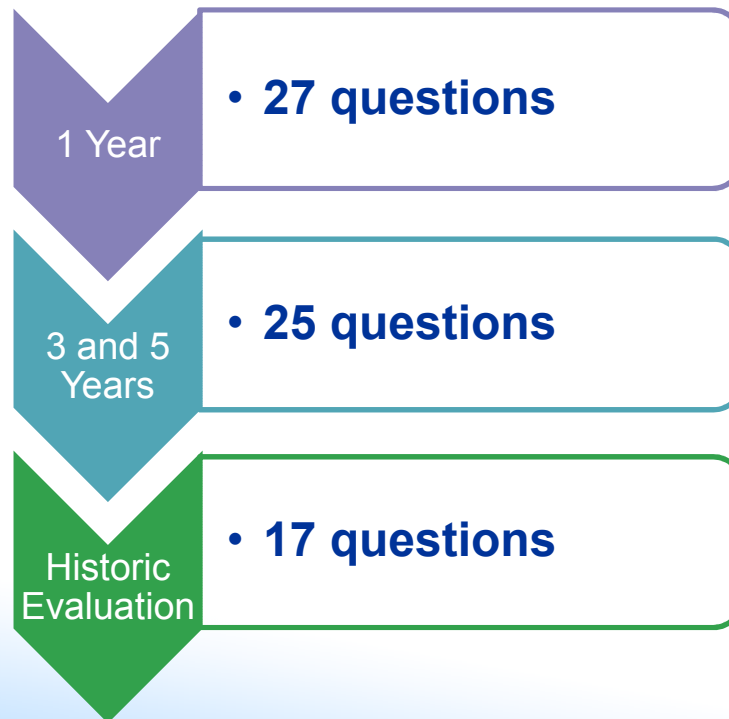 1 Year
• 27 questions
3 and 5
Years
• 25 questions
Historic
Evaluation
• 17 questions